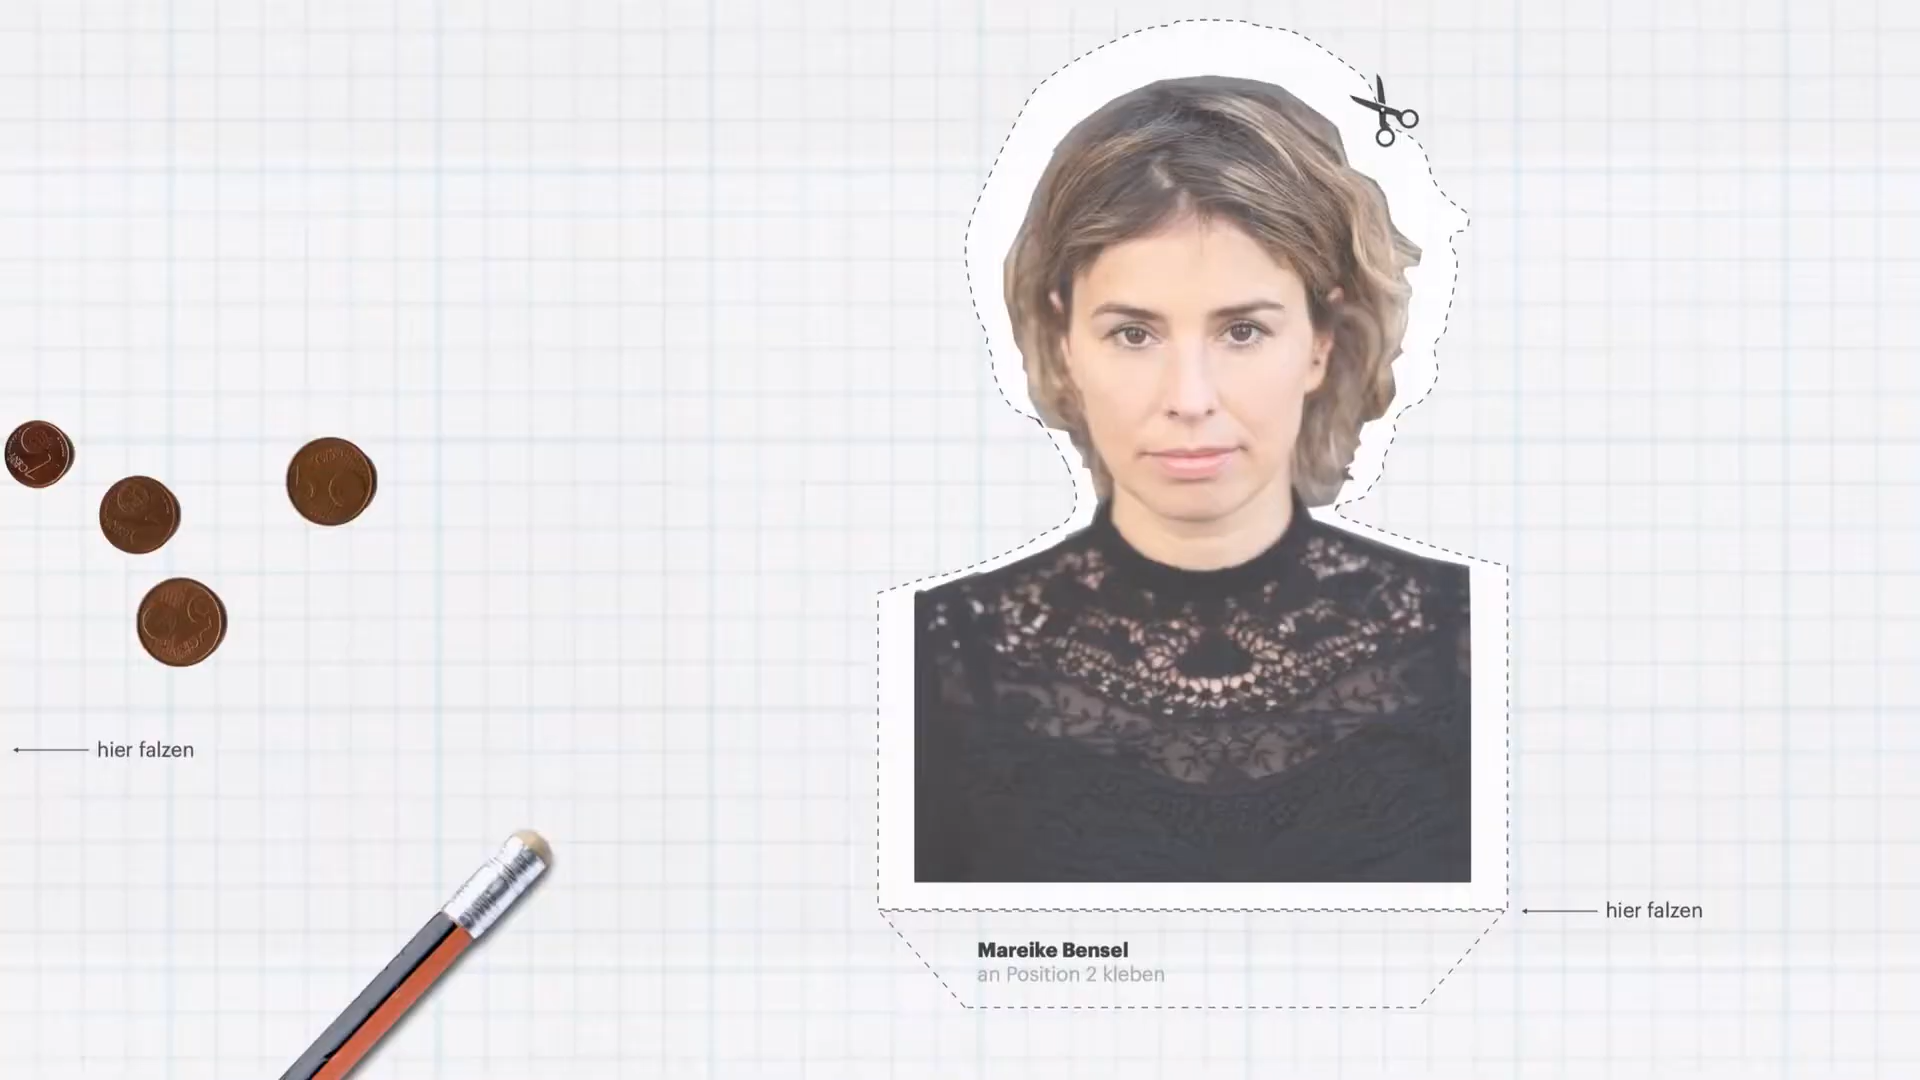 hier falzen
hier falzen
Mareike Bensel
an Position 2 kleben